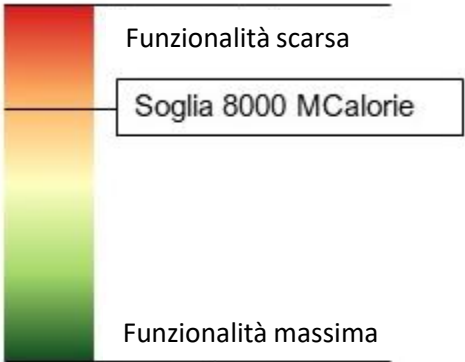 Funzionalità scarsa
Soglia 8000 MCalorie
Funzionalità massima